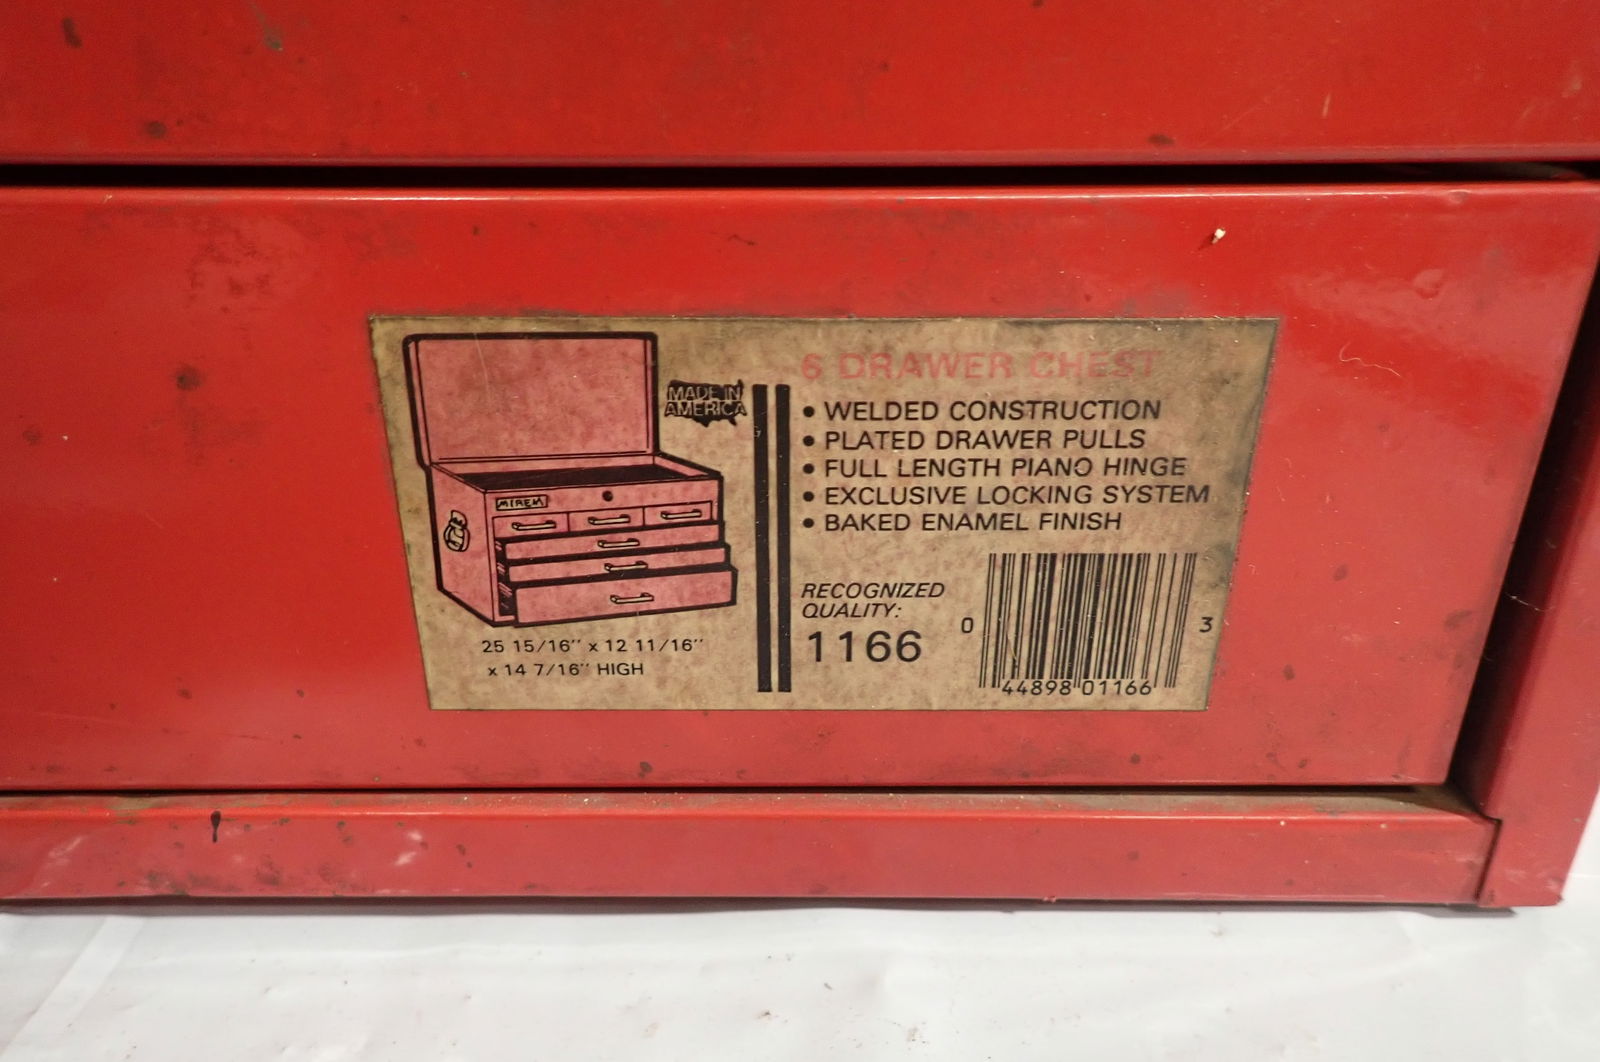 MADE IN
AMERICA
6 DRAWER CHEST
• WELDED CONSTRUCTION
• PLATED DRAWER PULLS
• FULL LENGTH PIANO HINGE
• EXCLUSIVE LOCKING SYSTEM
• BAKED ENAMEL FINISH
25 15/16" x 12 11/16"
x 14 7/16" HIGH
RECOGNIZED
QUALITY:
1166
0 44898 01166 3